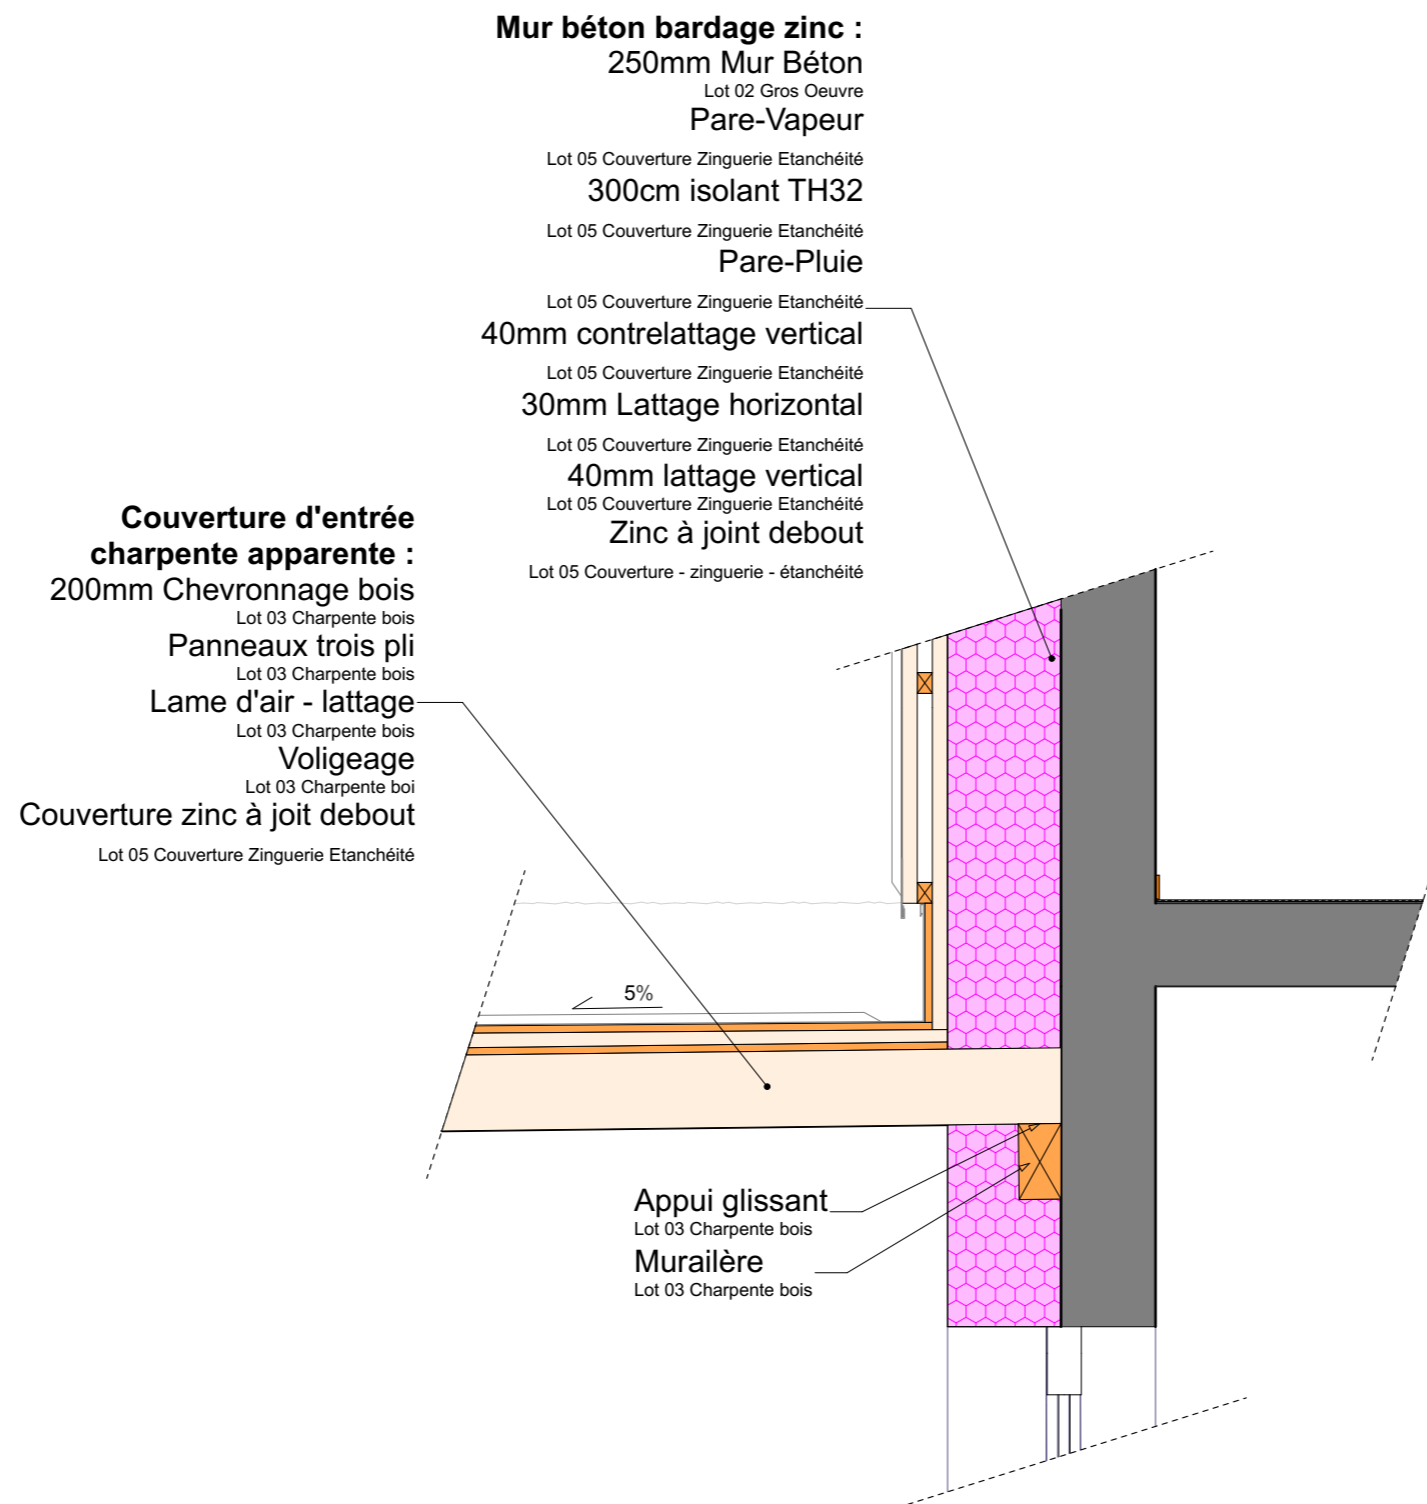 Mur béton bardage zinc :
250mm Mur Béton
Lot 02 Gros Oeuvre
Pare-Vapeur
Lot 05 Couverture Zinguerie Etanchéité
300cm isolant TH32
Lot 05 Couverture Zinguerie Etanchéité
Pare-Pluie
Lot 05 Couverture Zinguerie Etanchéité
40mm contrelattage vertical
Lot 05 Couverture Zinguerie Etanchéité
30mm Lattage horizontal
Lot 05 Couverture Zinguerie Etanchéité
40mm lattage vertical
Lot 05 Couverture Zinguerie Etanchéité
Zinc à joint debout
Lot 05 Couverture - zinguerie - étanchéité
Couverture d'entrée
charpente apparente :
200mm Chevronnage bois
Lot 03 Charpente bois
Panneaux trois pli
Lot 03 Charpente bois
Lame d'air - lattage
Lot 03 Charpente bois
Voligeage
Lot 03 Charpente boi
Couverture zinc à joit debout
Lot 05 Couverture Zinguerie Etanchéité
5%
Appui glissant
Lot 03 Charpente bois
Murailère
Lot 03 Charpente bois